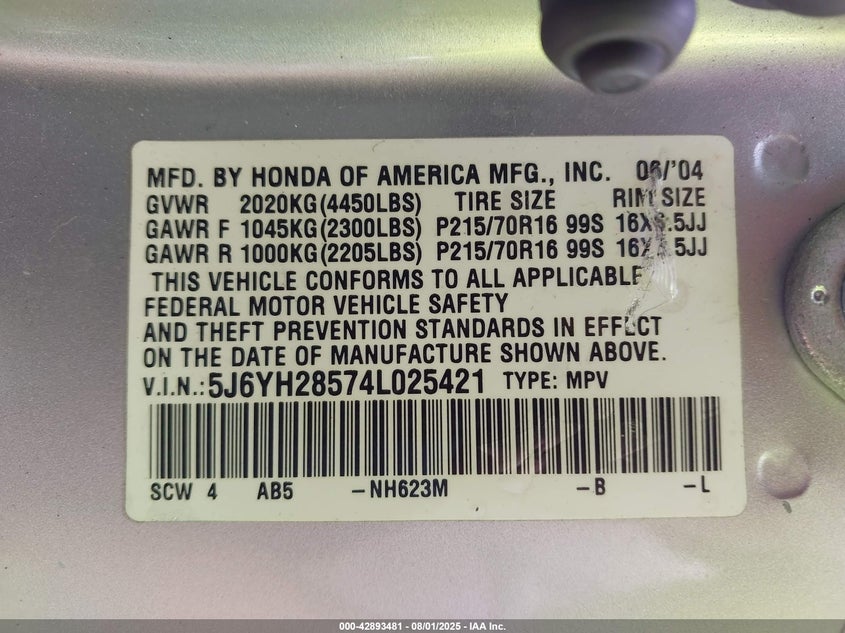 MFD. BY HONDA OF AMERICA MFG., INC. 06/'04
GVWR 2020KG(4450LBS) TIRE SIZE RIM SIZE
GAWR F 1045KG(2300LBS) P215/70R16 99S 16X6.5JJ
GAWR R 1000KG(2205LBS) P215/70R16 99S
THIS VEHICLE CONFORMS TO ALL APPLICABLE
FEDERAL MOTOR VEHICLE SAFETY
AND THEFT PREVENTION STANDARDS IN EFFECT
ON THE DATE OF MANUFACTURE SHOWN ABOVE.
V.I.N.:5J6YH28574L025421 TYPE: MPV
SCW 4 AB5 -NH623M -B -L
000-42893481 - 08/01/2025 - IAA Inc.